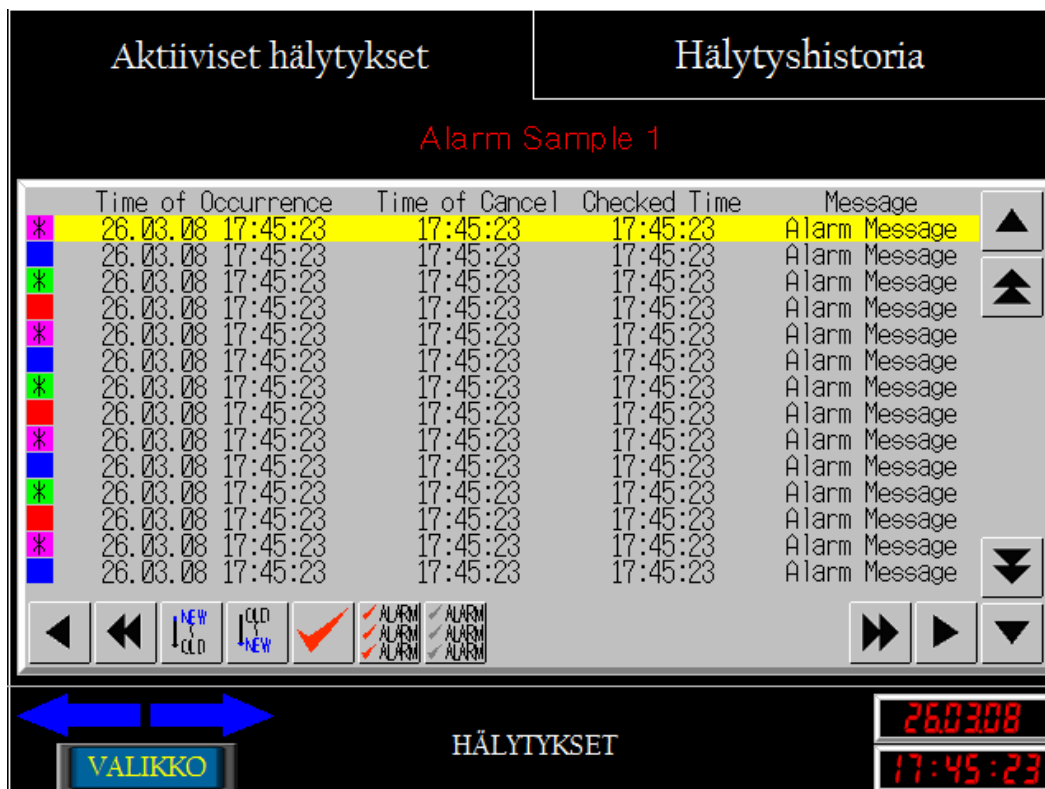 Aktiiviset hälytykset Hälytyshistoria
Alarm Sample 1
Time of Occurrence Time of Cancel Checked Time Message
* 26.03.08 17:45:23 17:45:23 17:45:23 Alarm Message
26.03.08 17:45:23 17:45:23 17:45:23 Alarm Message
* 26.03.08 17:45:23 17:45:23 17:45:23 Alarm Message
26.03.08 17:45:23 17:45:23 17:45:23 Alarm Message
* 26.03.08 17:45:23 17:45:23 17:45:23 Alarm Message
26.03.08 17:45:23 17:45:23 17:45:23 Alarm Message
* 26.03.08 17:45:23 17:45:23 17:45:23 Alarm Message
26.03.08 17:45:23 17:45:23 17:45:23 Alarm Message
* 26.03.08 17:45:23 17:45:23 17:45:23 Alarm Message
26.03.08 17:45:23 17:45:23 17:45:23 Alarm Message
* 26.03.08 17:45:23 17:45:23 17:45:23 Alarm Message
26.03.08 17:45:23 17:45:23 17:45:23 Alarm Message
* 26.03.08 17:45:23 17:45:23 17:45:23 Alarm Message
26.03.08 17:45:23 17:45:23 17:45:23 Alarm Message
NEW OLD ALARM ALARM
ALARM ALARM
OLD NEW ALARM ALARM
HÄLYTYKSET 26.03.08
VALIKKO 17:45:23